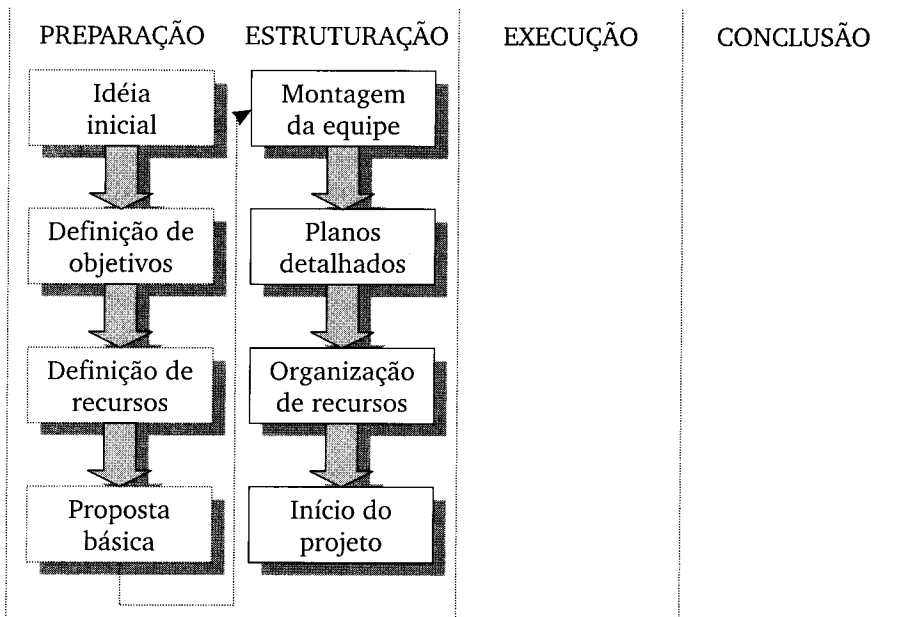 PREPARAÇÃO
Idéia
inicial
Definição de
objetivos
Definição de
recursos
Proposta
básica
ESTRUTURAÇÃO
Montagem
da equipe
Planos
detalhados
Organização
de recursos
Início do
projeto
EXECUÇÃO
CONCLUSÃO